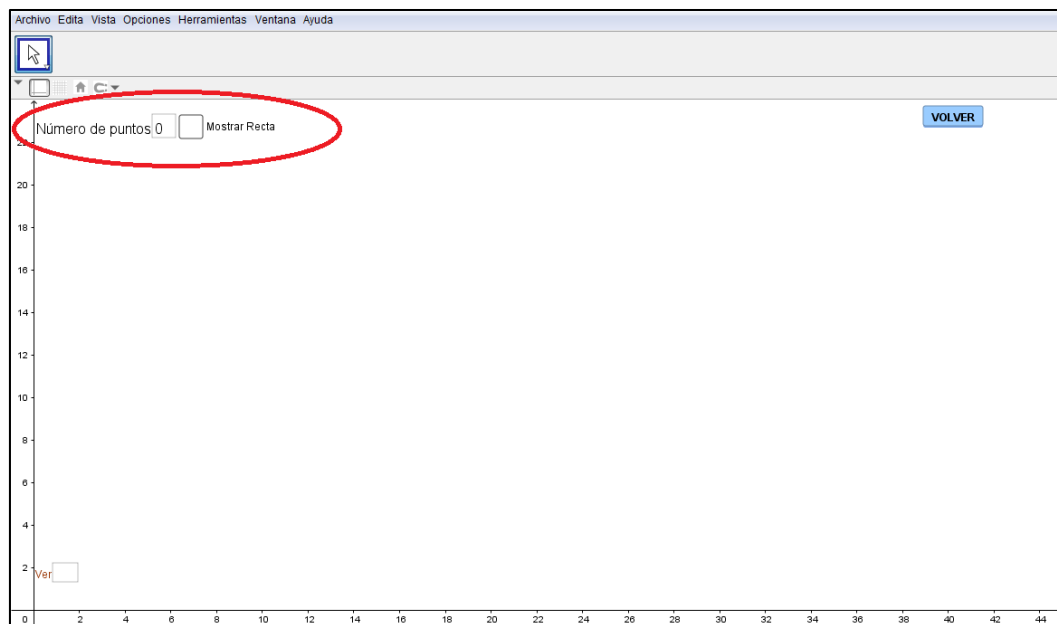 Archivo Edita Vista Opciones Herramientas Ventana Ayuda
Número de puntos 0 Mostrar Recta
VOLVER
20
18
16
14
12
10
8
6
4
2
Ver
0 2 4 6 8 10 12 14 16 18 20 22 24 26 28 30 32 34 36 38 40 42 44